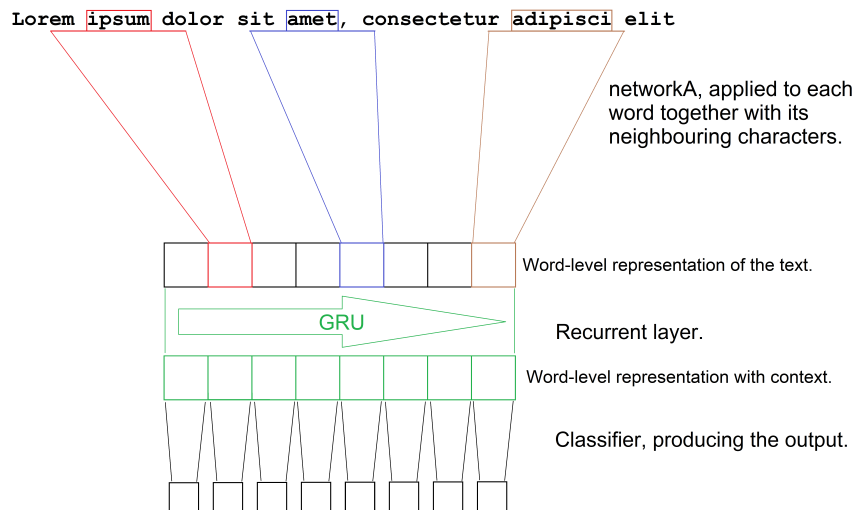 Lorem ipsum dolor sit amet, consectetur adipisci elit
networkA, applied to each
word together with its
neighbouring characters.
Word-level representation of the text.
GRU
Recurrent layer.
Word-level representation with context.
Classifier, producing the output.